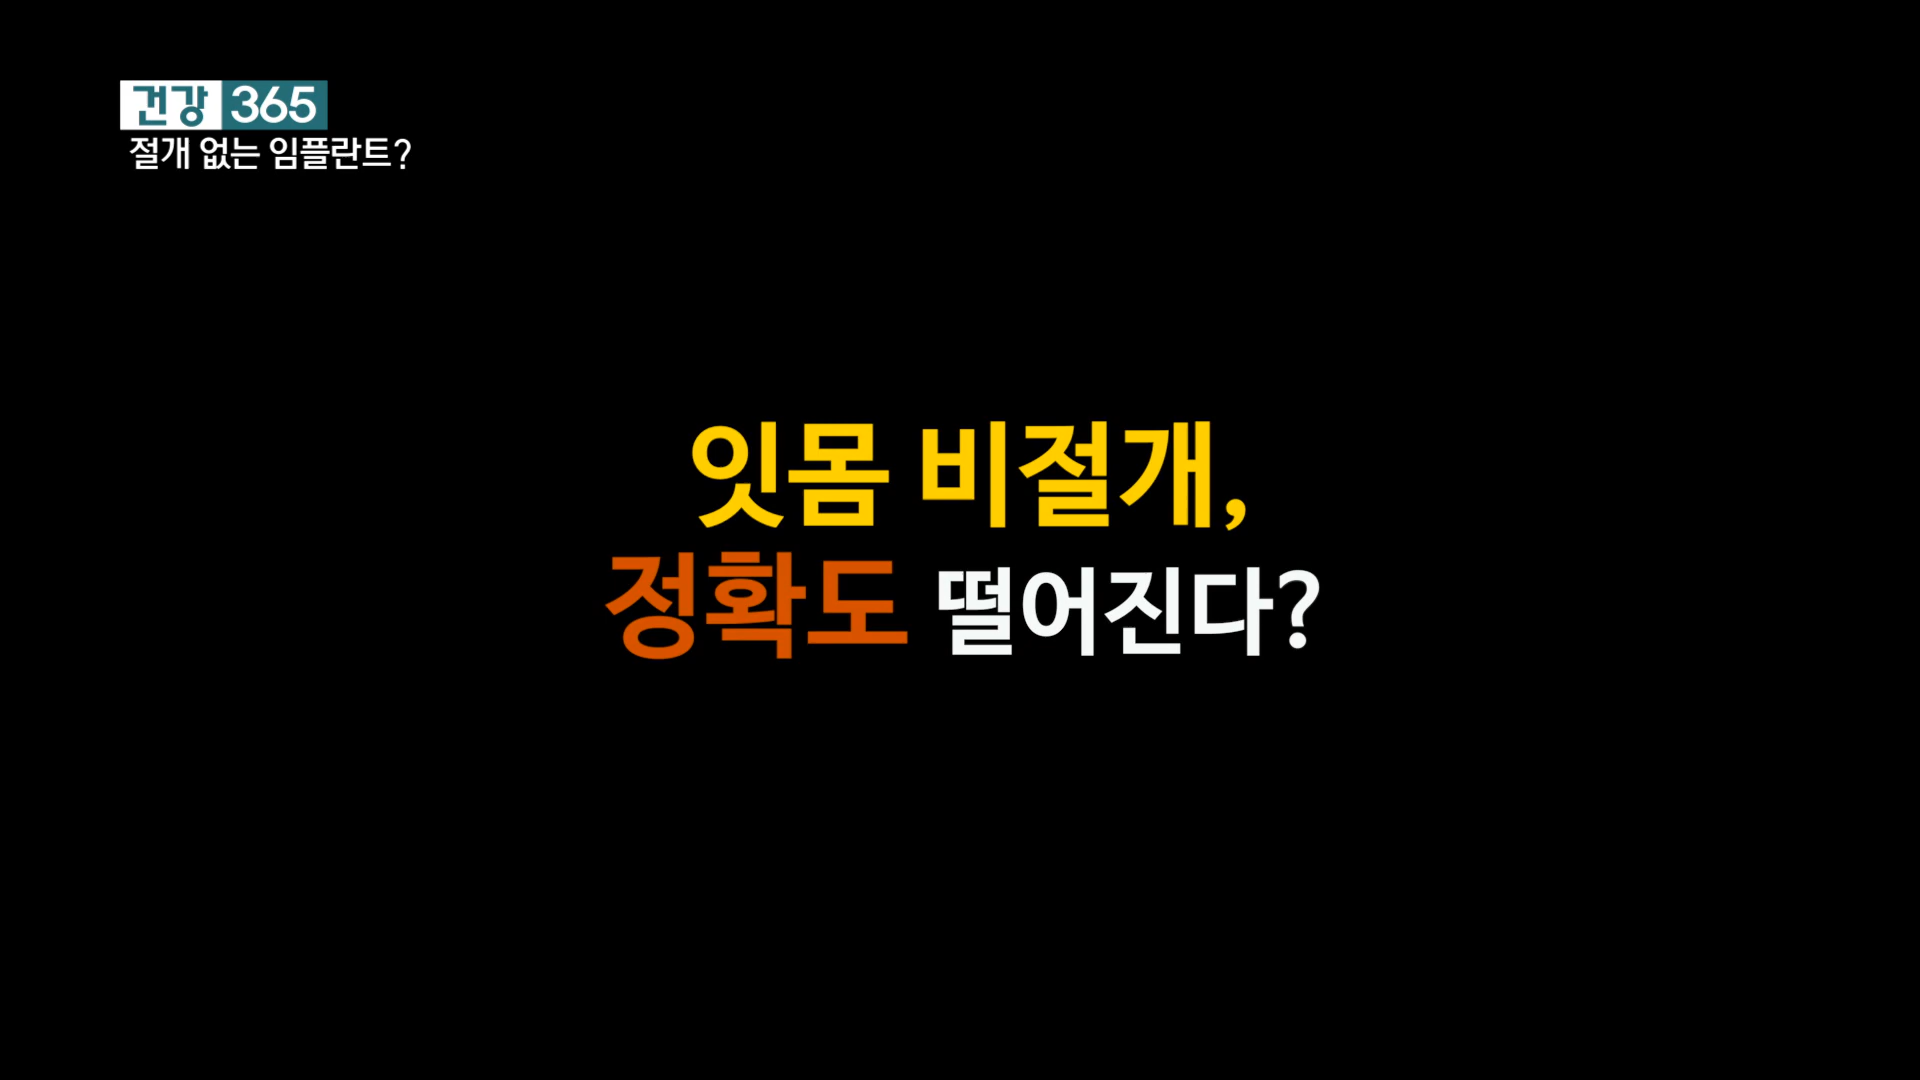 건강 365
절개 없는 임플란트?
잇몸 비절개,
정확도 떨어진다?